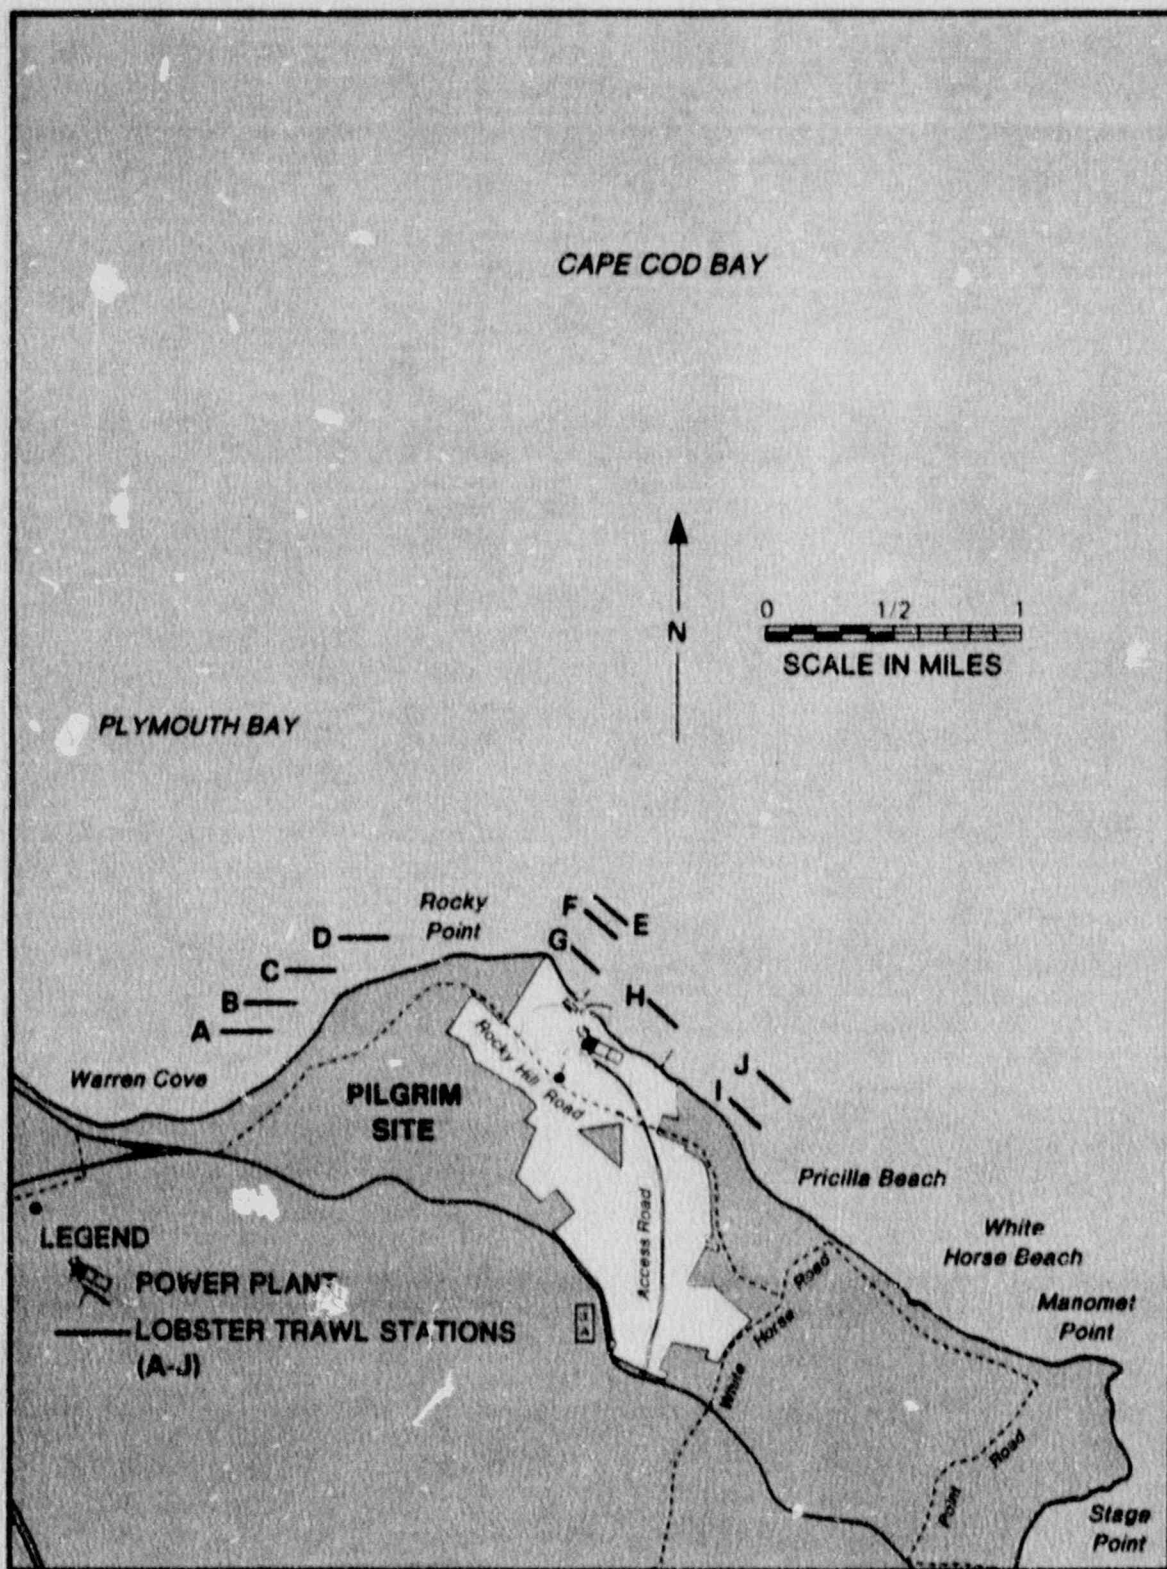 CAPE COD BAY
N
0 1/2 1
SCALE IN MILES
PLYMOUTH BAY
Rocky
Point
F
E
D
G
C
H
B
A
Warren Cove
Rocky Hill Road
J
I
PILGRIM
SITE
Pricilla Beach
Access Road
White
Horse Beach
LEGEND
POWER PLANT
LOBSTER TRAWL STATIONS
(A-J)
White Horse Road
Manomet
Point
Point Road
Stage
Point